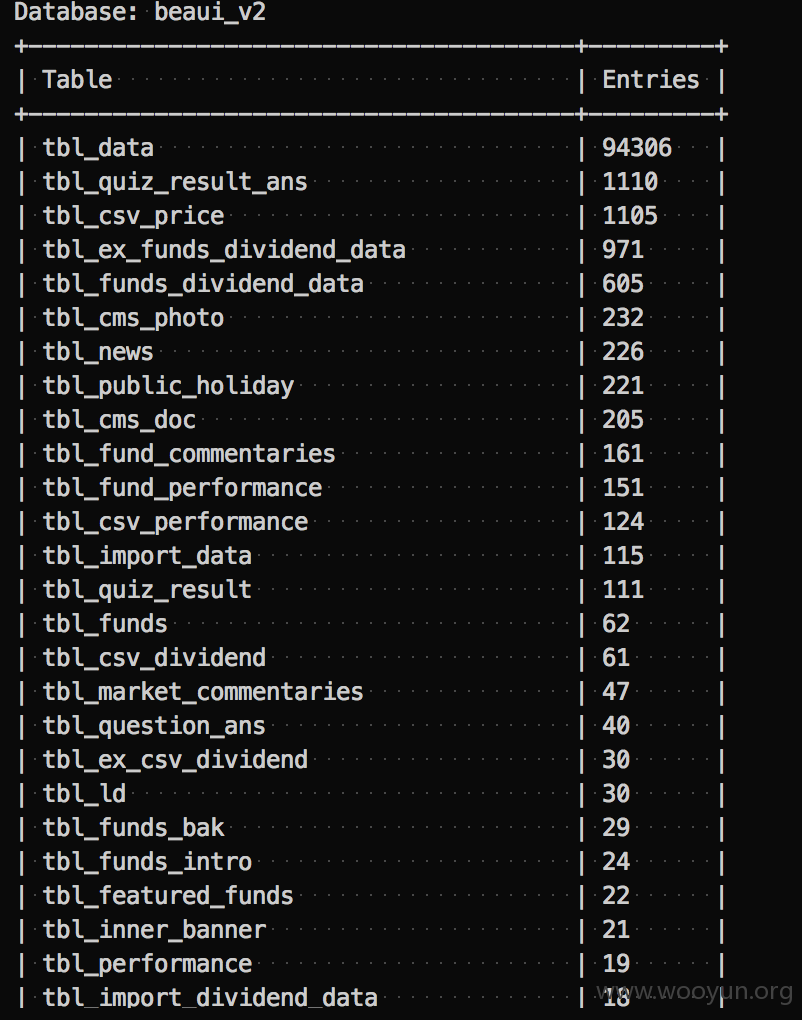 Database: beaui_v2
+---------------------------------------+---------+
| Table | Entries |
+---------------------------------------+---------+
| tbl_data | 94306 |
| tbl_quiz_result_ans | 1110 |
| tbl_csv_price | 1105 |
| tbl_ex_funds_dividend_data | 971 |
| tbl_funds_dividend_data | 605 |
| tbl_cms_photo | 232 |
| tbl_news | 226 |
| tbl_public_holiday | 221 |
| tbl_cms_doc | 205 |
| tbl_fund_commentaries | 161 |
| tbl_fund_performance | 151 |
| tbl_csv_performance | 124 |
| tbl_import_data | 115 |
| tbl_quiz_result | 111 |
| tbl_funds | 62 |
| tbl_csv_dividend | 61 |
| tbl_market_commentaries | 47 |
| tbl_question_ans | 40 |
| tbl_ex_csv_dividend | 30 |
| tbl_ld | 30 |
| tbl_funds_bak | 29 |
| tbl_funds_intro | 24 |
| tbl_featured_funds | 22 |
| tbl_inner_banner | 21 |
| tbl_performance | 19 |
| tbl_import_dividend_data | 18 |
www.wooyun.org